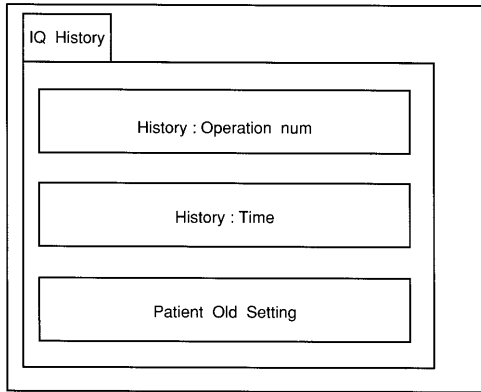 IQ History
History : Operation num
History : Time
Patient Old Setting